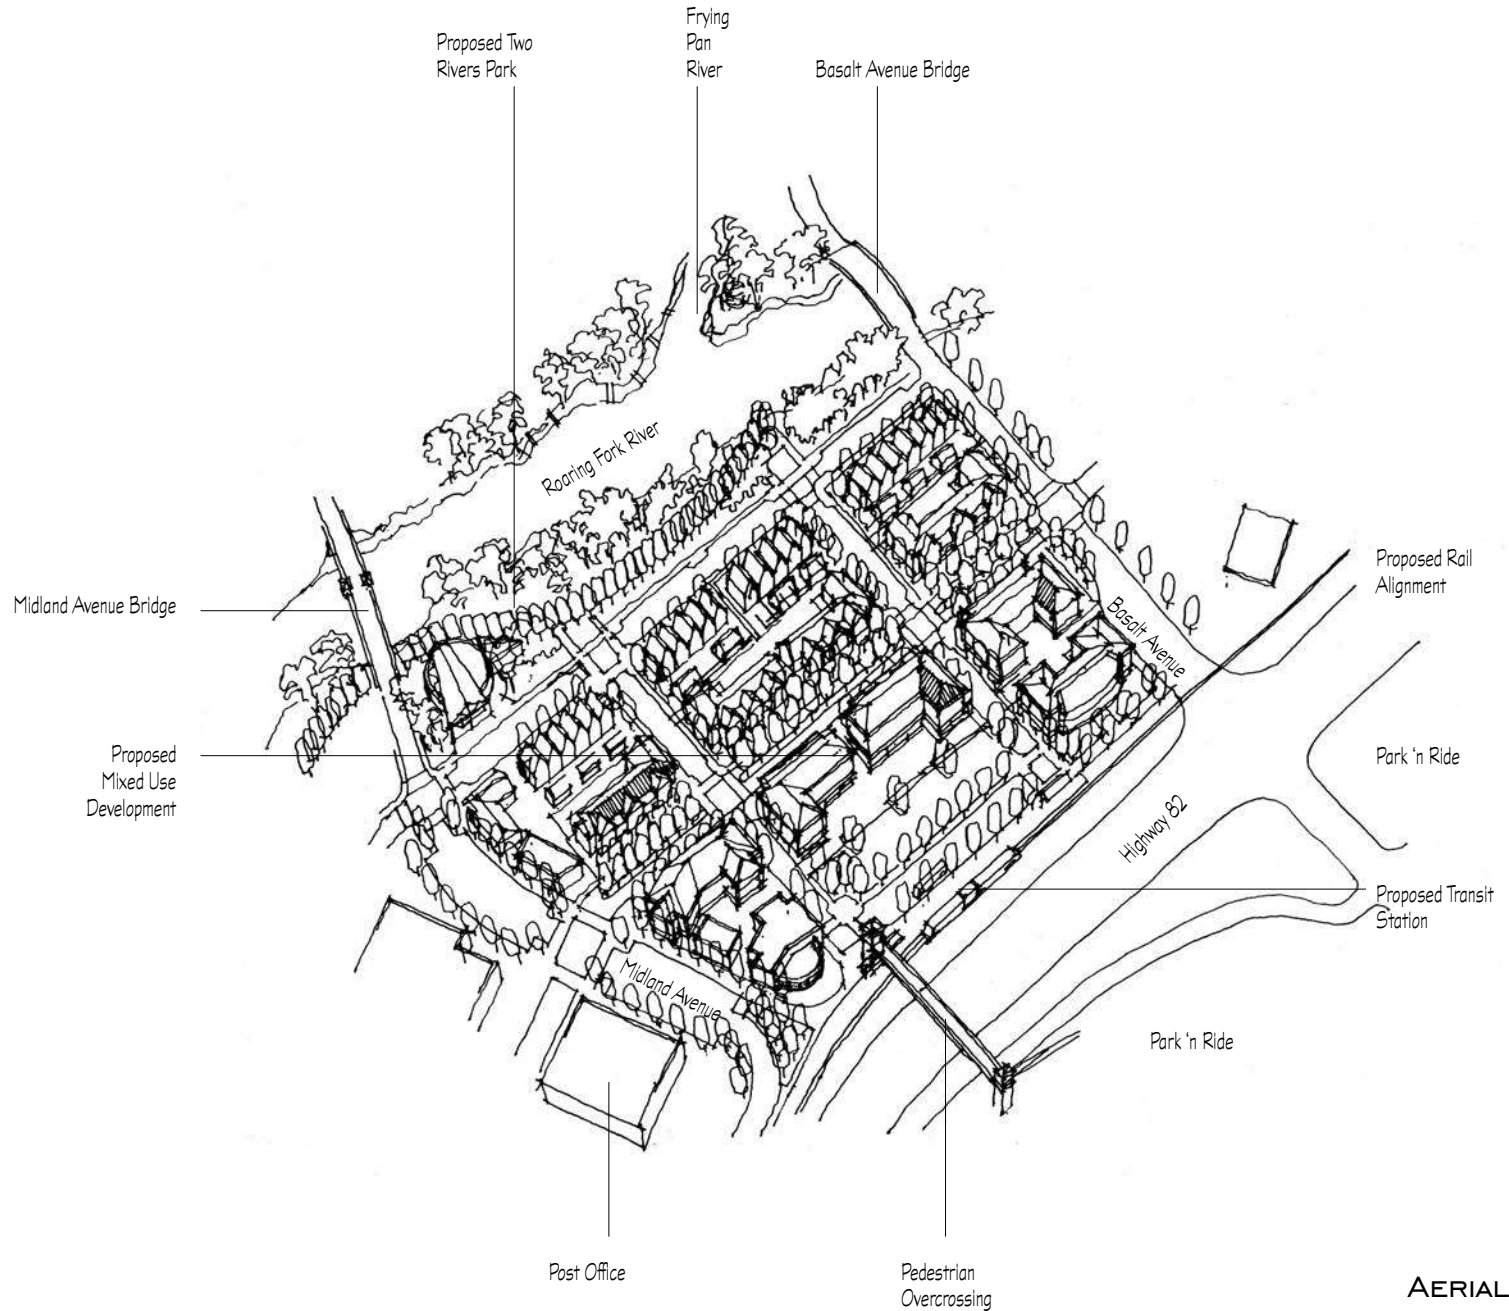 Frying
Pan
River
Proposed Two
Rivers Park
Basalt Avenue Bridge
Roaring Fork River
Proposed Rail
Alignment
Midland Avenue Bridge
Basalt Avenue
Proposed
Mixed Use
Development
Park 'n Ride
Highway 82
Proposed Transit
Station
Midland Avenue
Park 'n Ride
Post Office
Pedestrian
Overcrossing
AERIAL